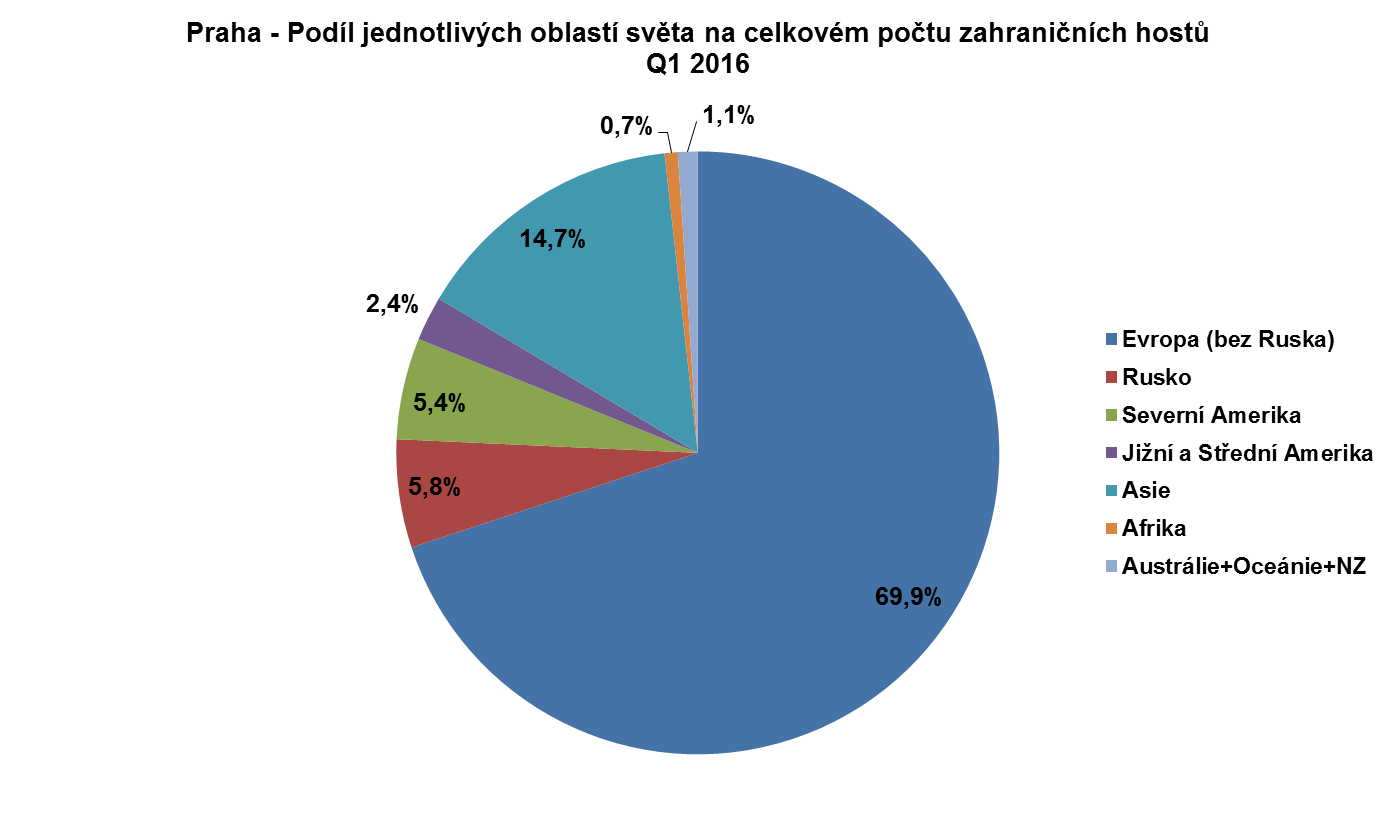 Praha - Podíl jednotlivých oblastí světa na celkovém počtu zahraničních hostů
Q1 2016
0,7%
1,1%
14,7%
2,4%
5,4%
5,8%
69,9%
Evropa (bez Ruska)
Rusko
Severní Amerika
Jižní a Střední Amerika
Asie
Afrika
Austrálie+Oceánie+NZ